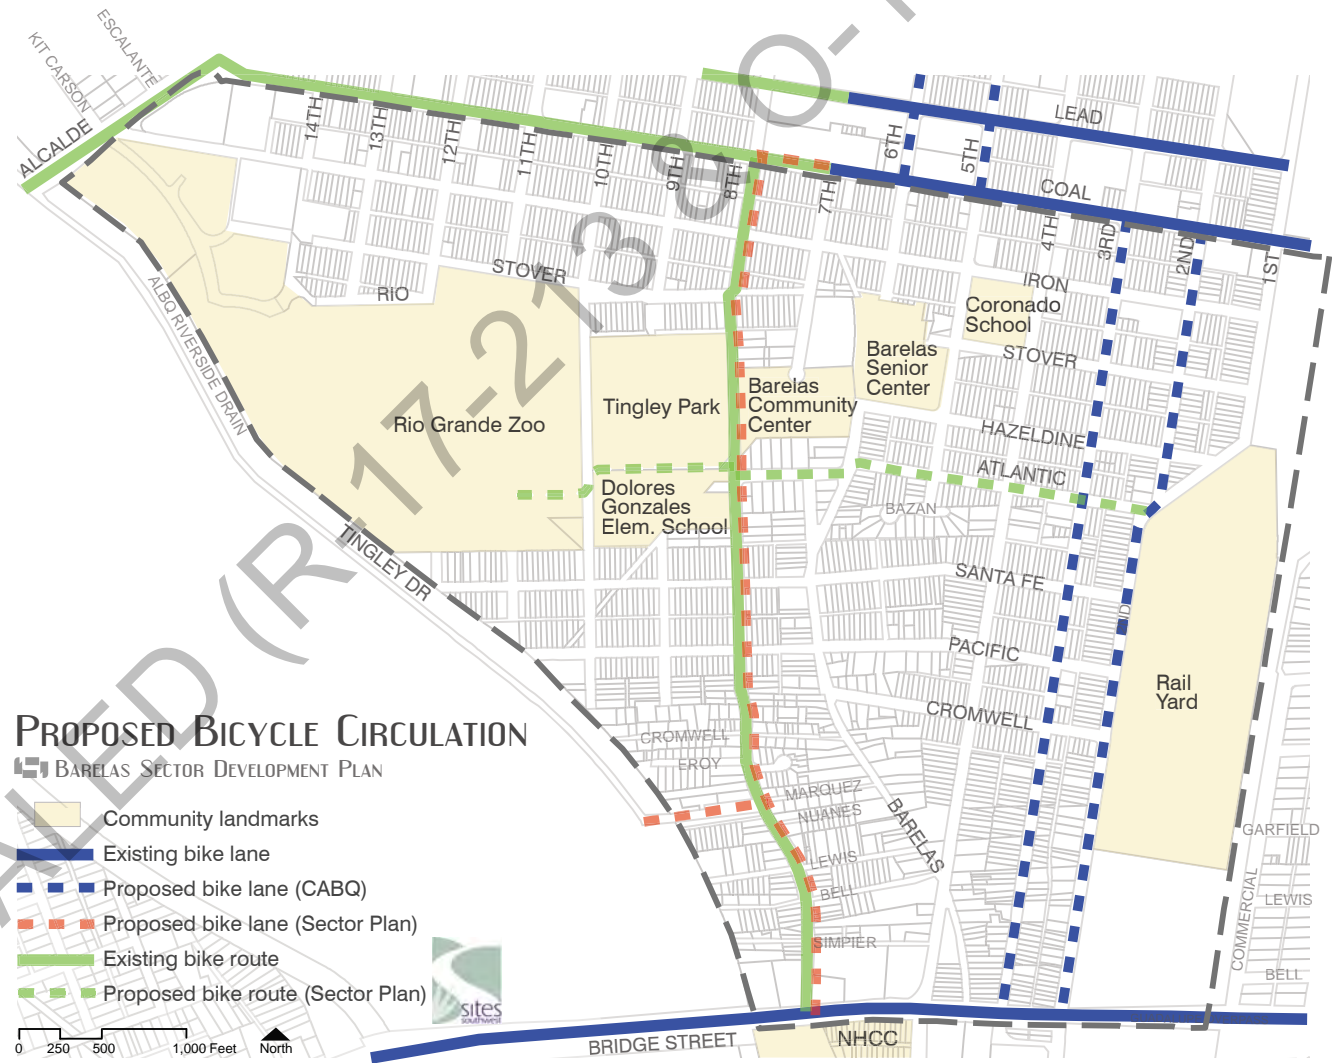 KIT CARSON
ESCALANTE
ALCALDE
14TH
13TH
12TH
11TH
10TH
9TH
8TH
7TH
6TH
5TH
4TH
3RD
2ND
1ST
LEAD
COAL
IRON
STOVER
RIO
STOVER
Coronado
School
Barelas
Senior
Center
Barelas
Community
Center
Tingley Park
Rio Grande Zoo
ALBQ RIVERSIDE DRAIN
HAZELDINE
ATLANTIC
Dolores
Gonzales
Elem. School
BAZAN
TINGLEY DR
SANTA FE
PACIFIC
CROMWELL
Rail
Yard
CROMWELL
EROY
MARQUEZ
NUANES
LEWIS
BELL
BARELAS
SIMPIER
GARFIELD
LEWIS
COMMERCIAL
BELL
BRIDGE STREET
NHCC
PROPOSED BICYCLE CIRCULATION
BARELAS SECTOR DEVELOPMENT PLAN
Community landmarks
Existing bike lane
Proposed bike lane (CABQ)
Proposed bike lane (Sector Plan)
Existing bike route
Proposed bike route (Sector Plan)
sites
southwest
0 250 500 1,000 Feet North
ALED (R-17-213 & O-1